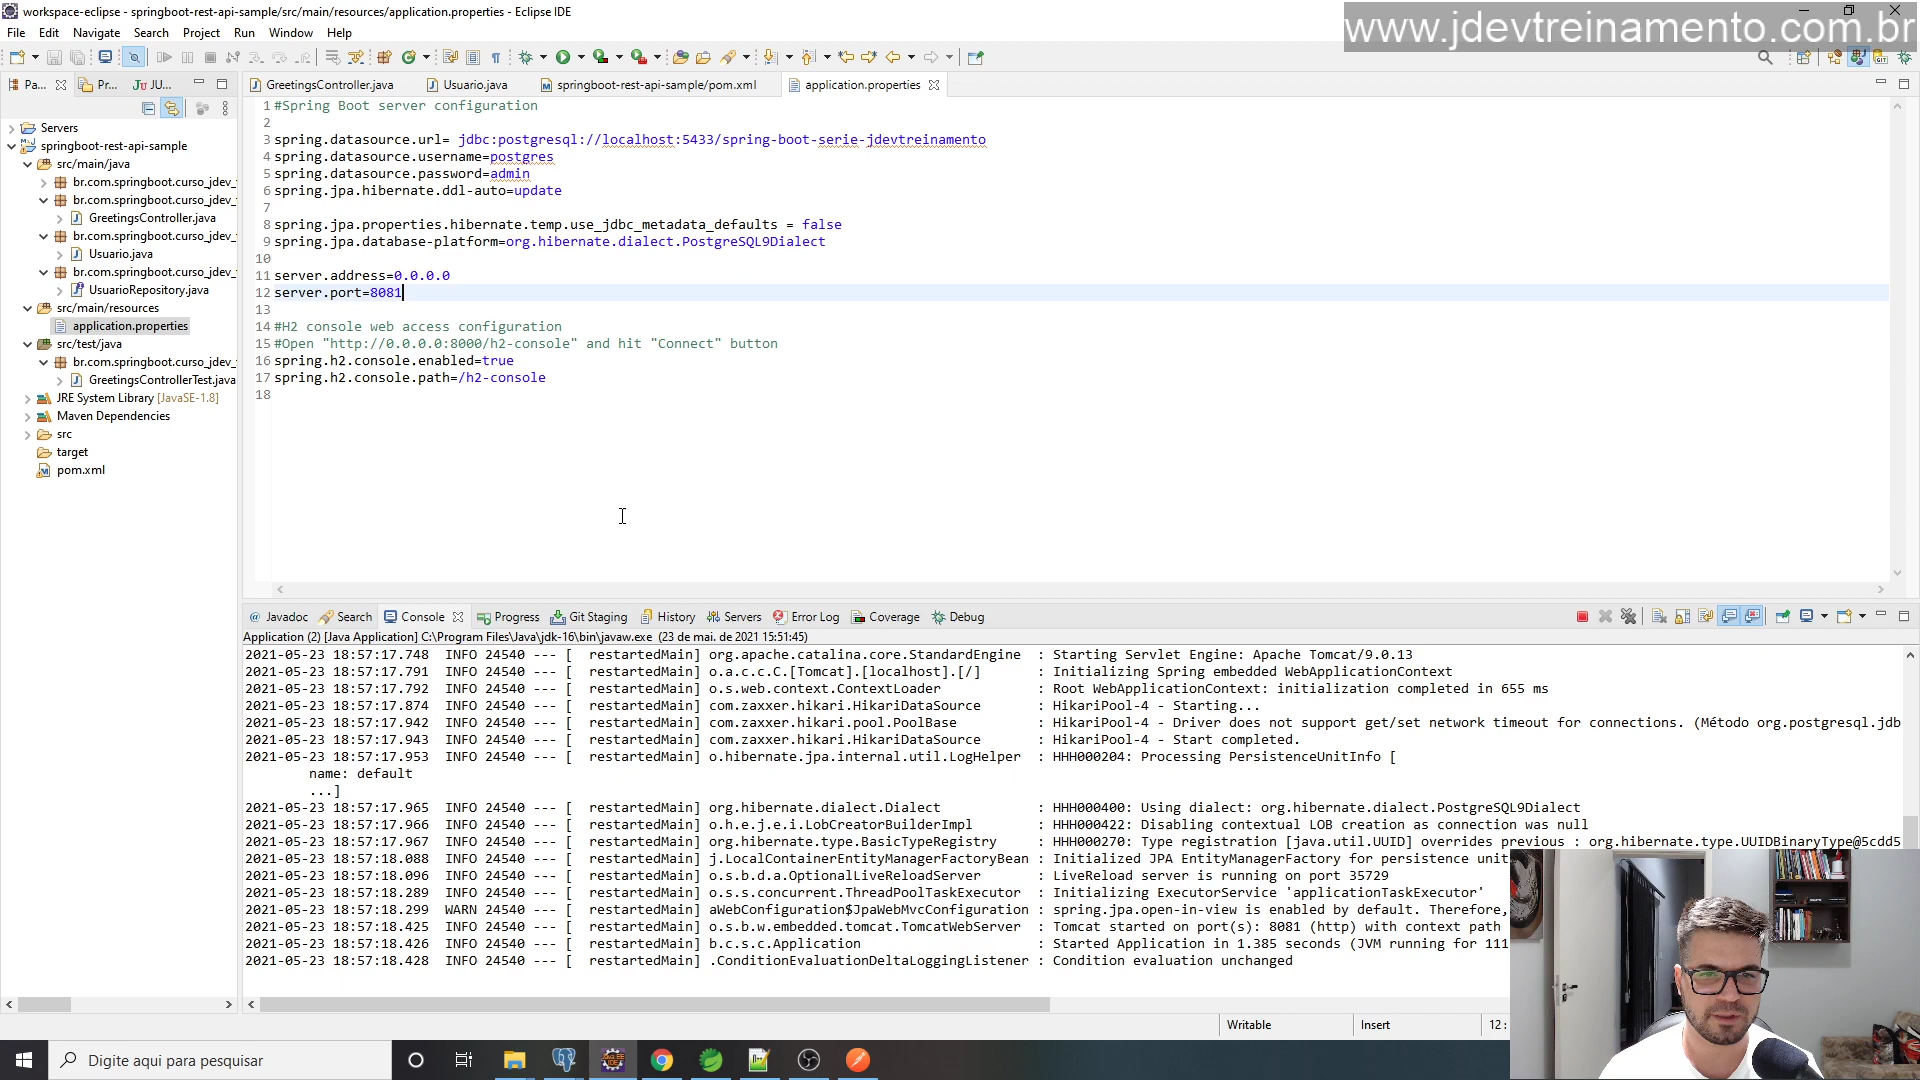 workspace-eclipse - springboot-rest-api-sample/src/main/resources/application.properties - Eclipse IDE
www.jdevtreinamento.com.br
File Edit Navigate Search Project Run Window Help
Pa... Pr... JU...
GreetingsController.java Usuario.java springboot-rest-api-sample/pom.xml application.properties
Servers
springboot-rest-api-sample
src/main/java
br.com.springboot.curso_jdev_
br.com.springboot.curso_jdev_
GreetingsController.java
br.com.springboot.curso_jdev_
Usuario.java
br.com.springboot.curso_jdev_
UsuarioRepository.java
src/main/resources
application.properties
src/test/java
br.com.springboot.curso_jdev_
GreetingsControllerTest.java
JRE System Library [JavaSE-1.8]
Maven Dependencies
src
target
pom.xml
1 #Spring Boot server configuration
2
3 spring.datasource.url= jdbc:postgresql://localhost:5433/spring-boot-serie-jdevtreinamento
4 spring.datasource.username=postgres
5 spring.datasource.password=admin
6 spring.jpa.hibernate.ddl-auto=update
7
8 spring.jpa.properties.hibernate.temp.use_jdbc_metadata_defaults = false
9 spring.jpa.database-platform=org.hibernate.dialect.PostgreSQL9Dialect
10
11 server.address=0.0.0.0
12 server.port=8081
13
14 #H2 console web access configuration
15 #Open "http://0.0.0.0:8000/h2-console" and hit "Connect" button
16 spring.h2.console.enabled=true
17 spring.h2.console.path=/h2-console
18
Javadoc Search Console Progress Git Staging History Servers Error Log Coverage Debug
Application (2) [Java Application] C:\Program Files\Java\jdk-16\bin\javaw.exe (23 de mai. de 2021 15:51:45)
2021-05-23 18:57:17.748 INFO 24540 --- [ restartedMain] org.apache.catalina.core.StandardEngine : Starting Servlet Engine: Apache Tomcat/9.0.13
2021-05-23 18:57:17.791 INFO 24540 --- [ restartedMain] o.a.c.c.C.[Tomcat].[localhost].[/] : Initializing Spring embedded WebApplicationContext
2021-05-23 18:57:17.792 INFO 24540 --- [ restartedMain] o.s.web.context.ContextLoader : Root WebApplicationContext: initialization completed in 655 ms
2021-05-23 18:57:17.874 INFO 24540 --- [ restartedMain] com.zaxxer.hikari.HikariDataSource : HikariPool-4 - Starting...
2021-05-23 18:57:17.942 INFO 24540 --- [ restartedMain] com.zaxxer.hikari.pool.PoolBase : HikariPool-4 - Driver does not support get/set network timeout for connections. (Método org.postgresql.jdb
2021-05-23 18:57:17.943 INFO 24540 --- [ restartedMain] com.zaxxer.hikari.HikariDataSource : HikariPool-4 - Start completed.
2021-05-23 18:57:17.953 INFO 24540 --- [ restartedMain] o.hibernate.jpa.internal.util.LogHelper : HHH000204: Processing PersistenceUnitInfo [
name: default
...]
2021-05-23 18:57:17.965 INFO 24540 --- [ restartedMain] org.hibernate.dialect.Dialect : HHH000400: Using dialect: org.hibernate.dialect.PostgreSQL9Dialect
2021-05-23 18:57:17.966 INFO 24540 --- [ restartedMain] o.h.e.j.e.i.LobCreatorBuilderImpl : HHH000422: Disabling contextual LOB creation as connection was null
2021-05-23 18:57:17.967 INFO 24540 --- [ restartedMain] org.hibernate.type.BasicTypeRegistry : HHH000270: Type registration [java.util.UUID] overrides previous : org.hibernate.type.UUIDBinaryType@5cdd5
2021-05-23 18:57:18.088 INFO 24540 --- [ restartedMain] j.LocalContainerEntityManagerFactoryBean : Initialized JPA EntityManagerFactory for persistence unit
2021-05-23 18:57:18.096 INFO 24540 --- [ restartedMain] o.s.b.d.a.OptionalLiveReloadServer : LiveReload server is running on port 35729
2021-05-23 18:57:18.289 INFO 24540 --- [ restartedMain] o.s.s.concurrent.ThreadPoolTaskExecutor : Initializing ExecutorService 'applicationTaskExecutor'
2021-05-23 18:57:18.299 WARN 24540 --- [ restartedMain] aWebConfiguration$JpaWebMvcConfiguration : spring.jpa.open-in-view is enabled by default. Therefore,
2021-05-23 18:57:18.425 INFO 24540 --- [ restartedMain] o.s.b.w.embedded.tomcat.TomcatWebServer : Tomcat started on port(s): 8081 (http) with context path
2021-05-23 18:57:18.426 INFO 24540 --- [ restartedMain] b.c.s.c.Application : Started Application in 1.385 seconds (JVM running for 111
2021-05-23 18:57:18.428 INFO 24540 --- [ restartedMain] .ConditionEvaluationDeltaLoggingListener : Condition evaluation unchanged
Writable Insert 12 :
Digite aqui para pesquisar